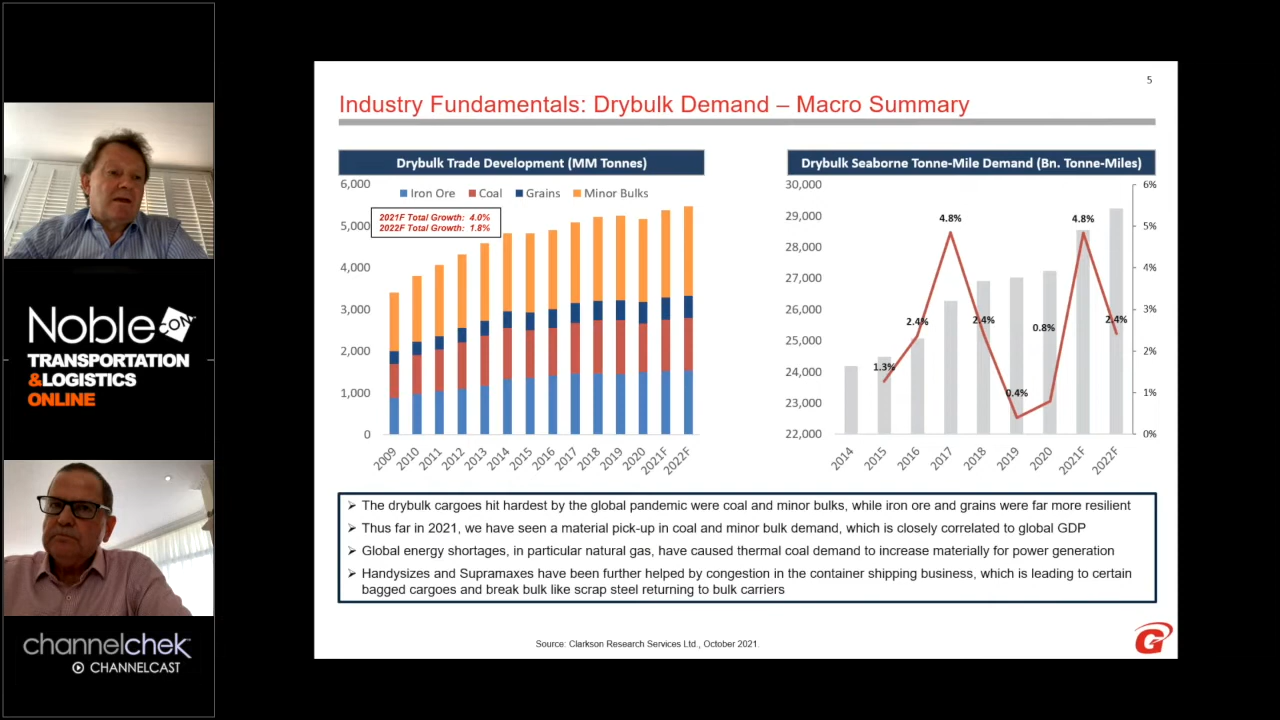 5
Industry Fundamentals: Drybulk Demand – Macro Summary
Drybulk Trade Development (MM Tonnes)
6,000
5,000
4,000
3,000
2,000
1,000
0
Iron Ore Coal Grains Minor Bulks
2021F Total Growth: 4.0%
2022F Total Growth: 1.8%
2009 2010 2011 2012 2013 2014 2015 2016 2017 2018 2019 2020 2021F 2022F
Drybulk Seaborne Tonne-Mile Demand (Bn. Tonne-Miles)
30,000
29,000
28,000
27,000
26,000
25,000
24,000
23,000
22,000
1.3% 2.4% 4.8% 2.4% 0.4% 0.8% 4.8% 2.4%
6%
5%
4%
3%
2%
1%
0%
2014 2015 2016 2017 2018 2019 2020 2021F 2022F
The drybulk cargoes hit hardest by the global pandemic were coal and minor bulks, while iron ore and grains were far more resilient
Thus far in 2021, we have seen a material pick-up in coal and minor bulk demand, which is closely correlated to global GDP
Global energy shortages, in particular natural gas, have caused thermal coal demand to increase materially for power generation
Handysizes and Supramaxes have been further helped by congestion in the container shipping business, which is leading to certain
bagged cargoes and break bulk like scrap steel returning to bulk carriers
Source: Clarkson Research Services Ltd., October 2021.
G
Noble CON
TRANSPORTATION
&LOGISTICS
ONLINE
channelchek
CHANNELCAST